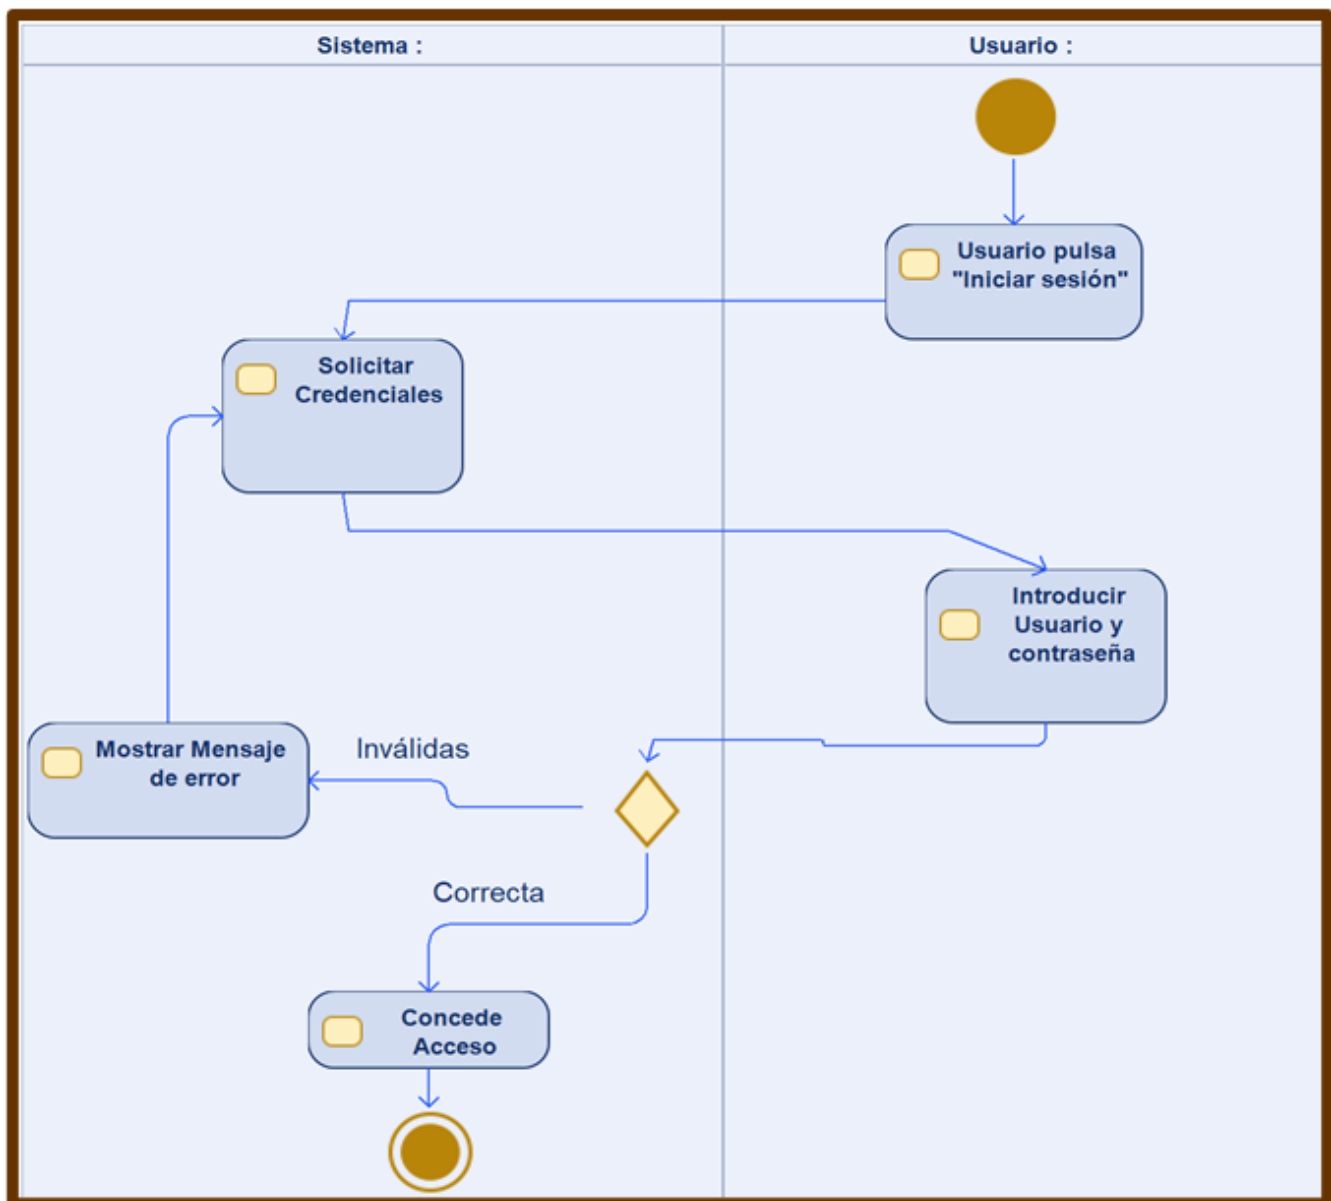 Sistema :
Usuario :
Usuario pulsa
"Iniciar sesión"
Solicitar
Credenciales
Introducir
Usuario y
contraseña
Mostrar Mensaje
de error
Inválidas
Correcta
Concede
Acceso